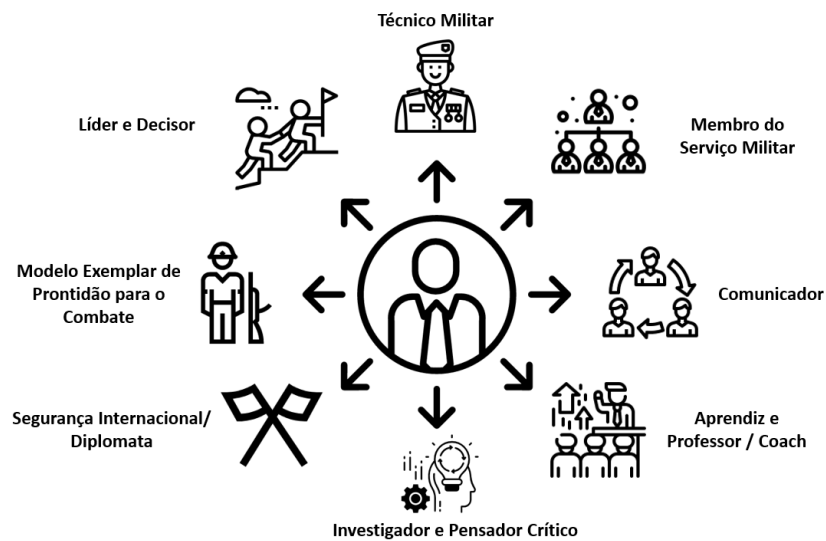 Técnico Militar
Líder e Decisor
Membro do
Serviço Militar
Modelo Exemplar de
Prontidão para o
Combate
Comunicador
Segurança Internacional/
Diplomata
Aprendiz e
Professor / Coach
Investigador e Pensador Crítico